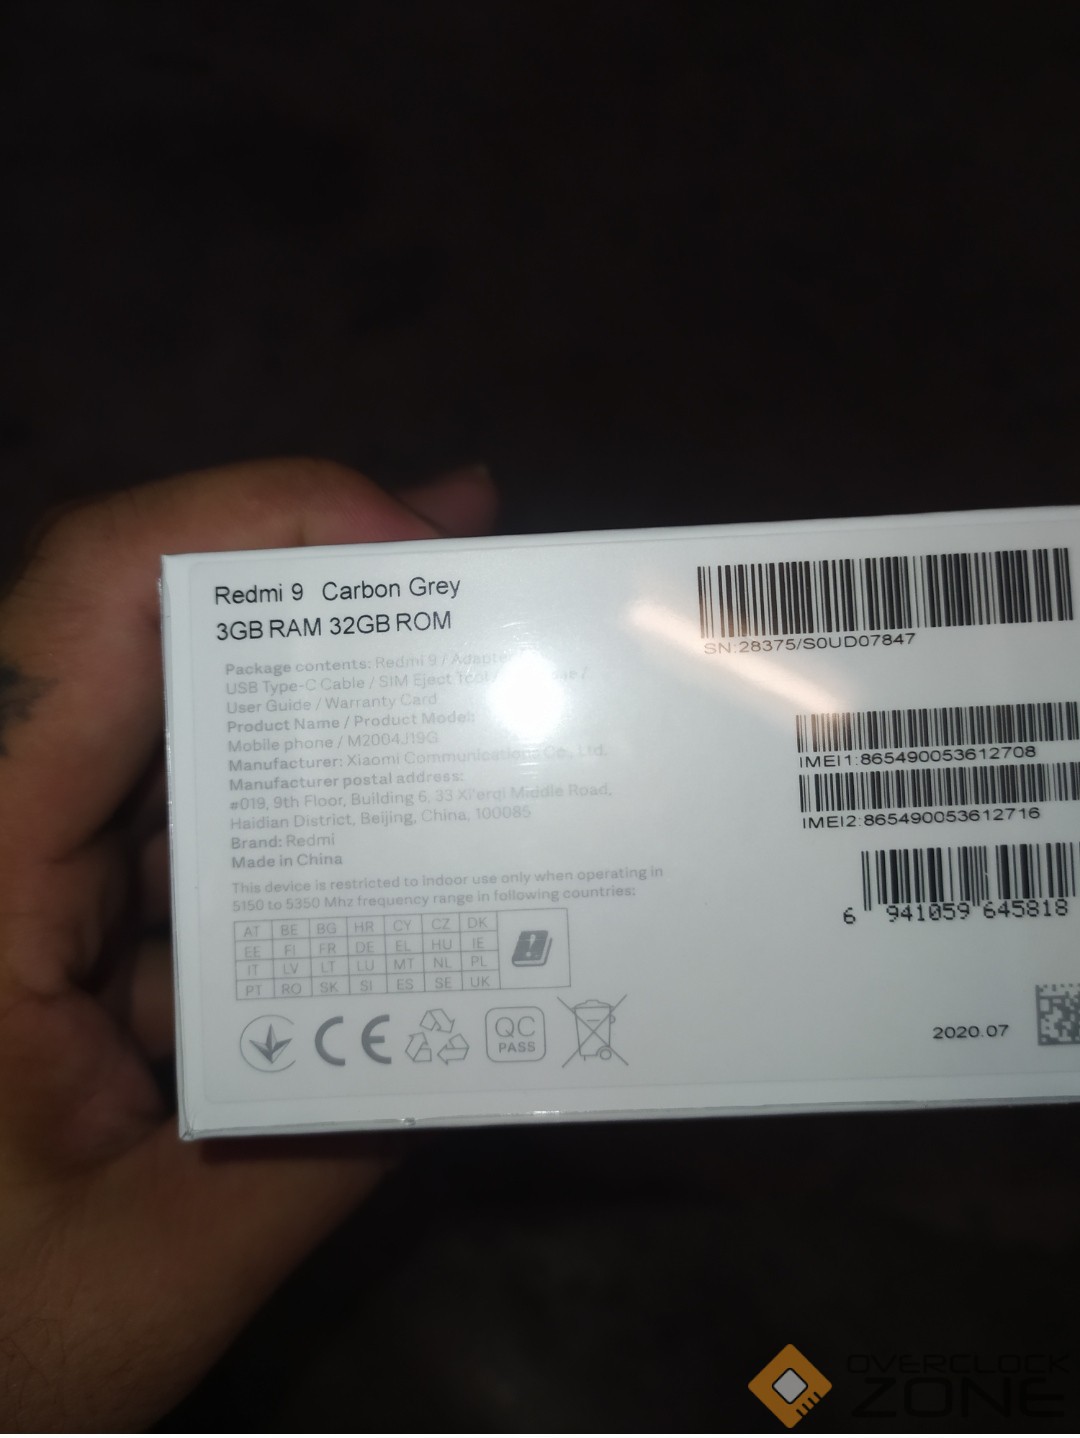 Redmi 9 Carbon Grey
3GB RAM 32GB ROM
Package contents: Redmi 9 / Adapter
USB Type-C Cable / SIM Eject Tool /
User Guide / Warranty Card
Product Name / Product Model:
Mobile phone / M2004J19G
Manufacturer: Xiaomi Communications Co., Ltd.
Manufacturer postal address:
#019, 9th Floor, Building 6, 33 Xi'erqi Middle Road,
Haidian District, Beijing, China, 100085
Brand: Redmi
Made in China
This device is restricted to indoor use only when operating in
5150 to 5350 Mhz frequency range in following countries:
AT BE BG HR CY CZ DK
EE FI FR DE EL HU IE
IT LV LT LU MT NL PL
PT RO SK SI ES SE UK
CE
QC
PASS
SN:28375/S0UD07847
IMEI1:865490053612708
IMEI2:865490053612716
6 941059 645818
2020.07
OVERCLOCK
ZONE